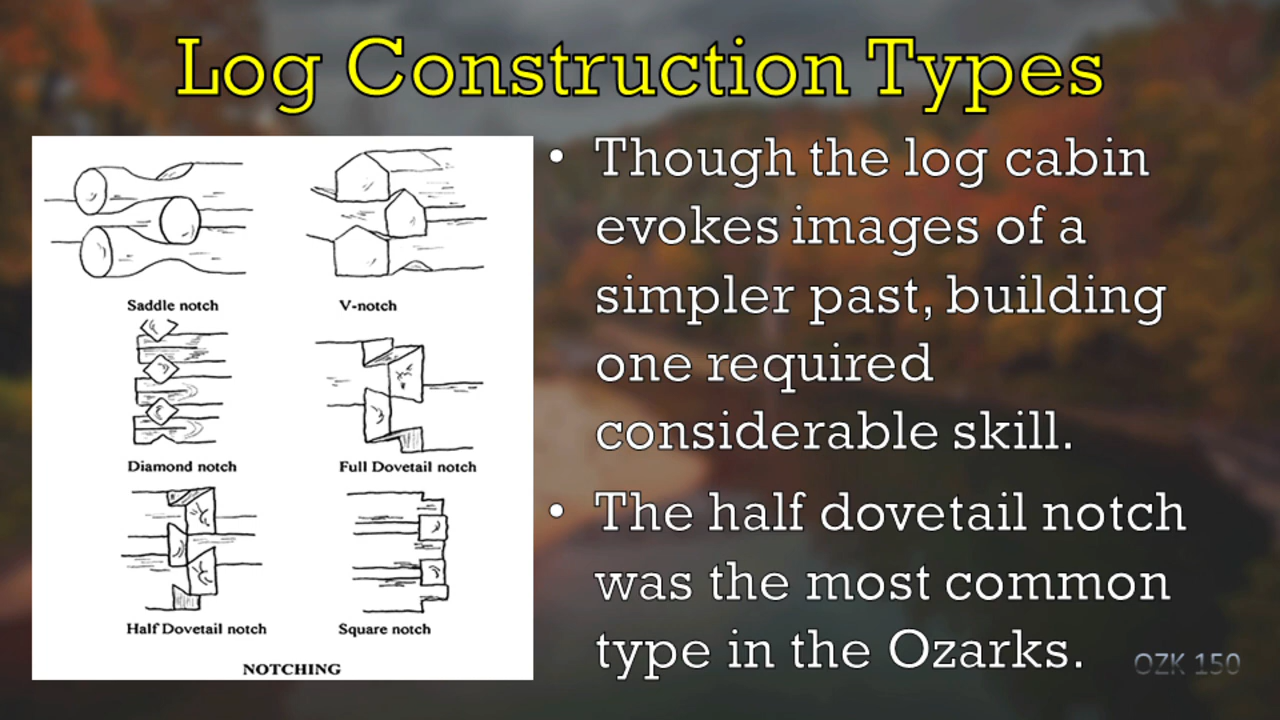 Log Construction Types
Saddle notch
V-notch
Diamond notch
Full Dovetail notch
Half Dovetail notch
Square notch
NOTCHING
• Though the log cabin
evokes images of a
simpler past, building
one required
considerable skill.
• The half dovetail notch
was the most common
type in the Ozarks.
OZK 150